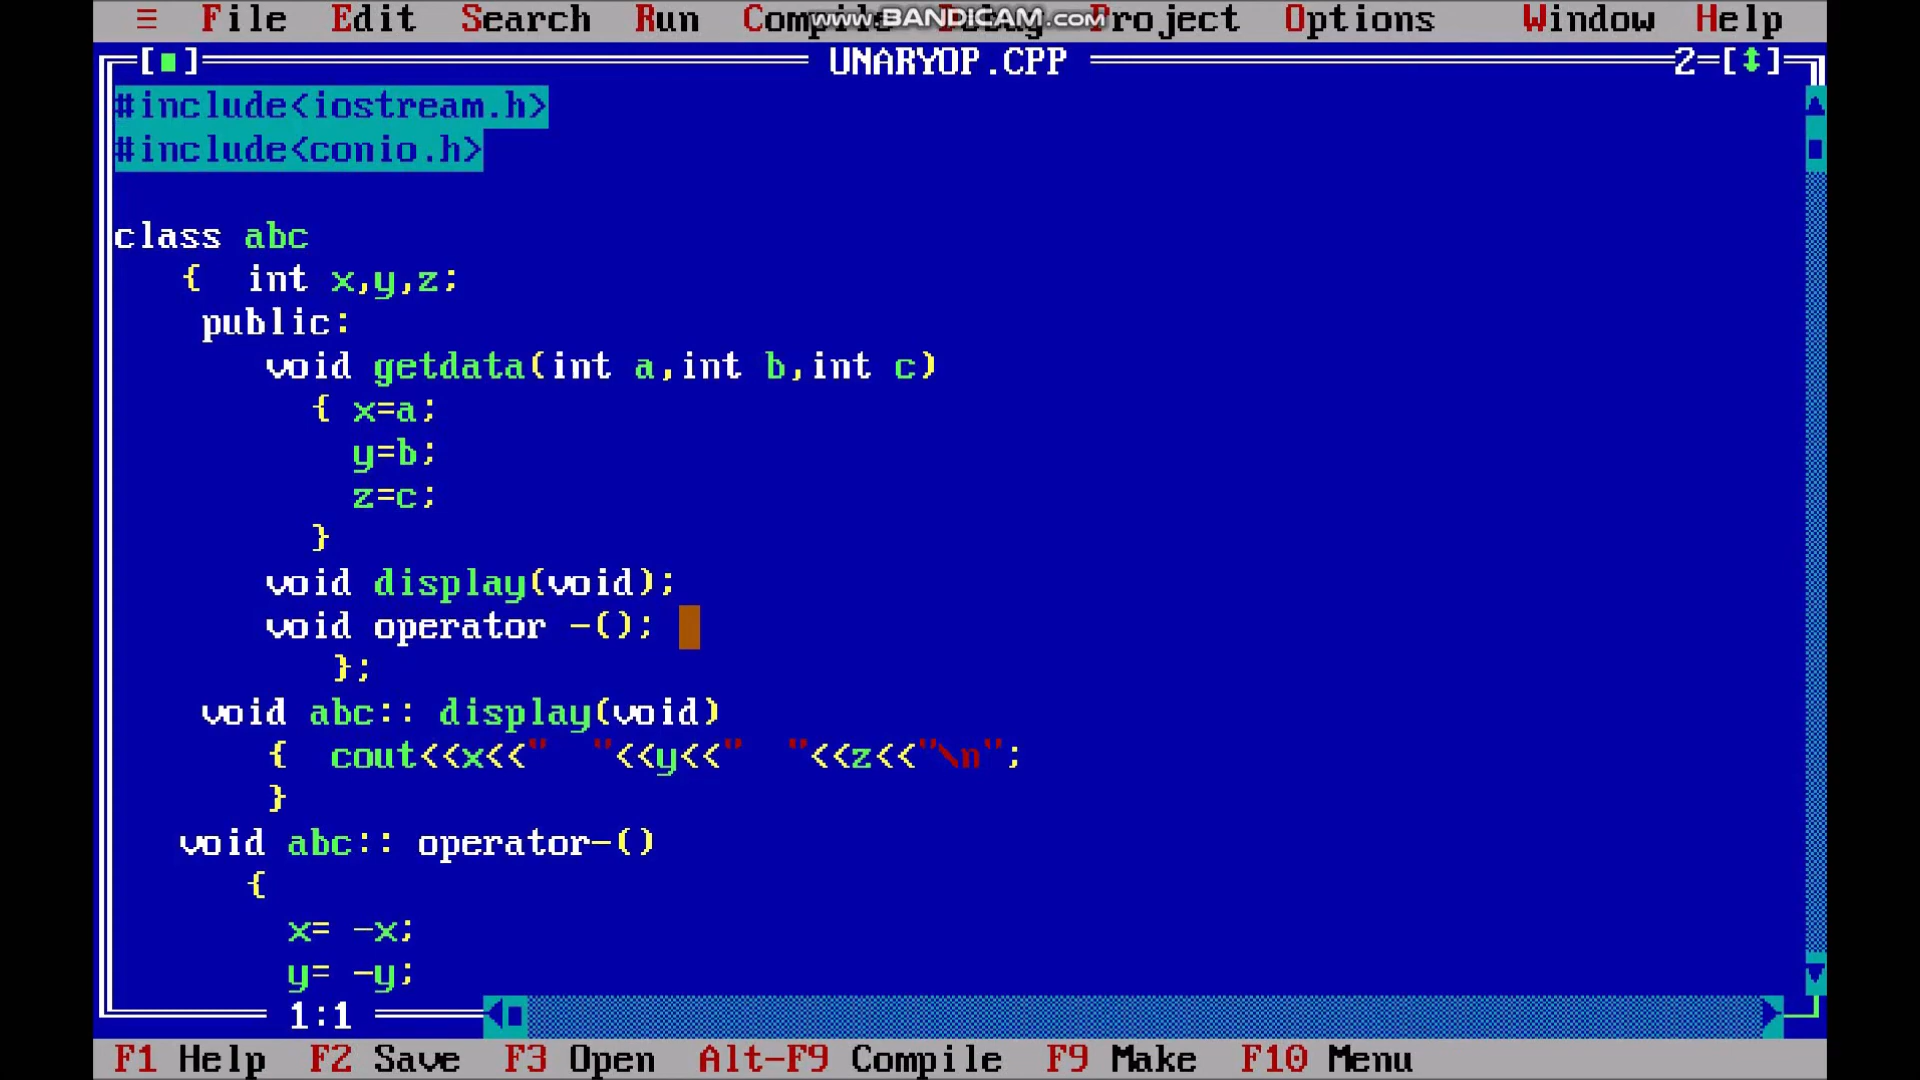 ≡ File Edit Search Run Compile Debug Project Options Window Help
www.BANDICAM.com
[■] UNARYOP.CPP 2=[↕]
#include<iostream.h>
#include<conio.h>
class abc
{ int x,y,z;
public:
void getdata(int a,int b,int c)
{ x=a;
y=b;
z=c;
}
void display(void);
void operator -();
};
void abc:: display(void)
{ cout<<x<<"  "<<y<<"  "<<z<<"\n";
}
void abc:: operator-()
{
x= -x;
y= -y;
1:1
F1 Help F2 Save F3 Open Alt-F9 Compile F9 Make F10 Menu